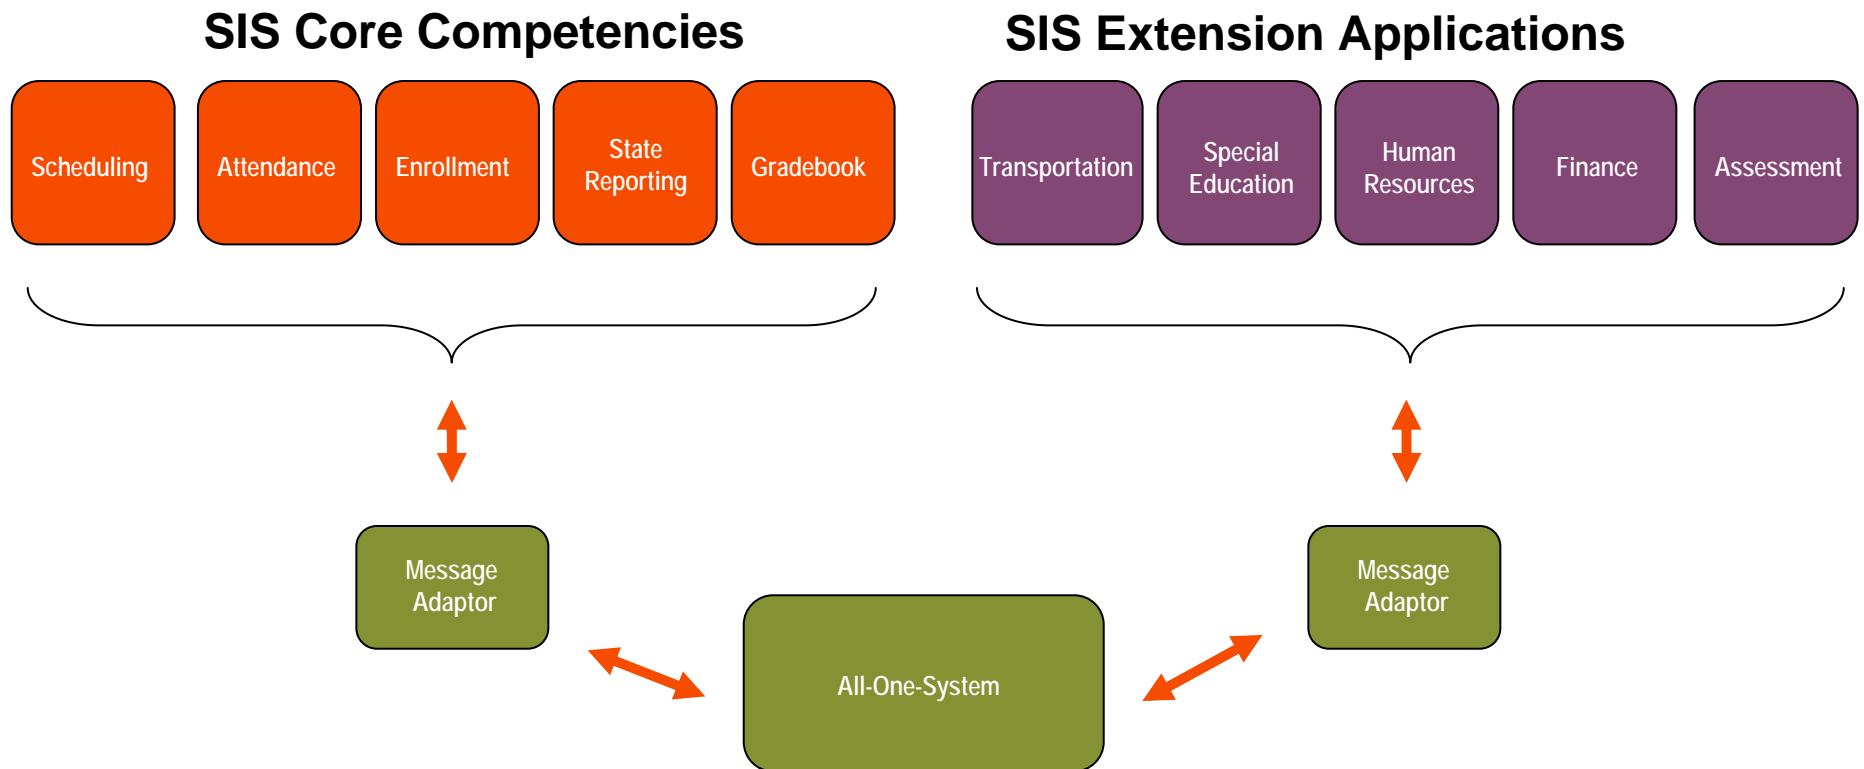 SIS Core Competencies
SIS Extension Applications
Scheduling
Attendance
Enrollment
State
Reporting
Gradebook
Transportation
Special
Education
Human
Resources
Finance
Assessment
Message
Adaptor
Message
Adaptor
All-One-System